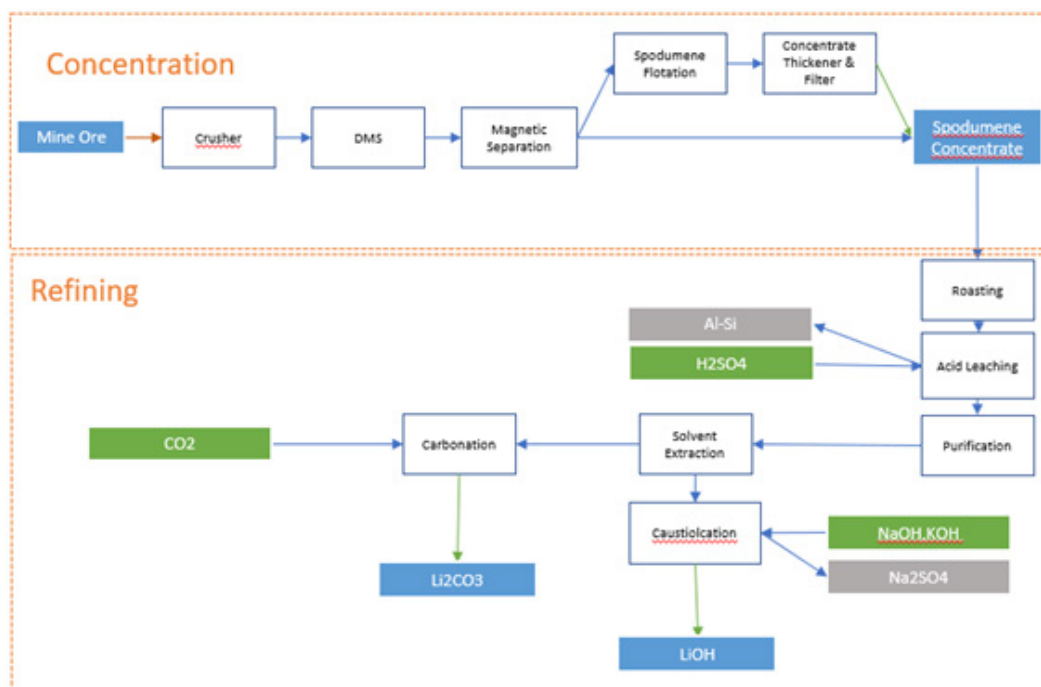 Concentration
Spodumene
Flotation
Concentrate
Thickener &
Filter
Mine Ore
Crusher
DMS
Magnetic
Separation
Spodumene
Concentrate
Refining
Roasting
Al-Si
H2SO4
Acid Leaching
CO2
Carbonation
Solvent
Extraction
Purification
Caustiolcation
NaOH.KOH.
Na2SO4
Li2CO3
LiOH